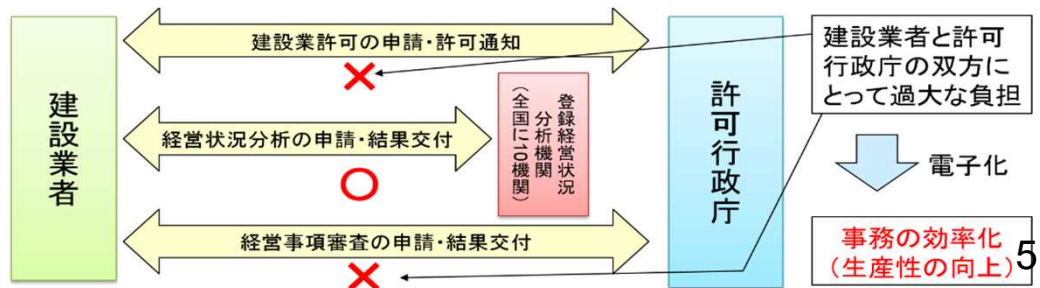 建設業者
建設業許可の申請・許可通知
×
経営状況分析の申請・結果交付
○
経営事項審査の申請・結果交付
×
登録経営状況
分析機関
(全国に10機関)
許可行政庁
建設業者と許可
行政庁の双方に
とって過大な負担
電子化
事務の効率化
(生産性の向上)
5